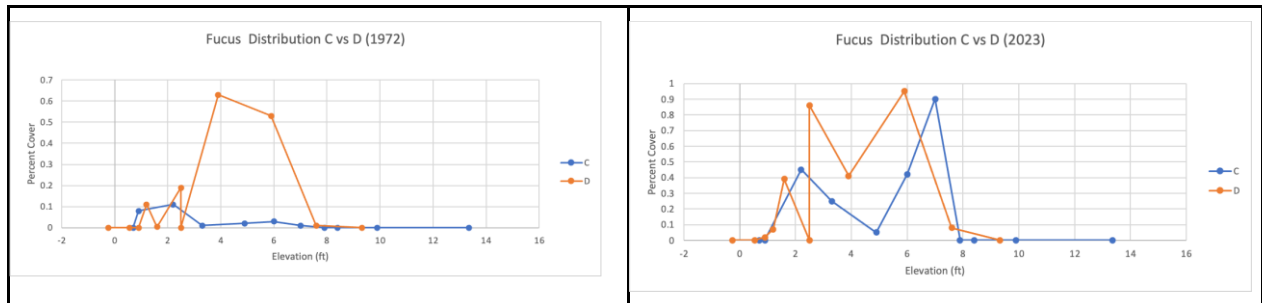 Fucus Distribution C vs D (1972)
0.7
0.6
0.5
0.4
0.3
0.2
0.1
0
-2 0 2 4 6 8 10 12 14 16
Percent Cover
Elevation (ft)
C
D
Fucus Distribution C vs D (2023)
1
0.9
0.8
0.7
0.6
0.5
0.4
0.3
0.2
0.1
0
-2 0 2 4 6 8 10 12 14 16
Percent Cover
Elevation (ft)
C
D